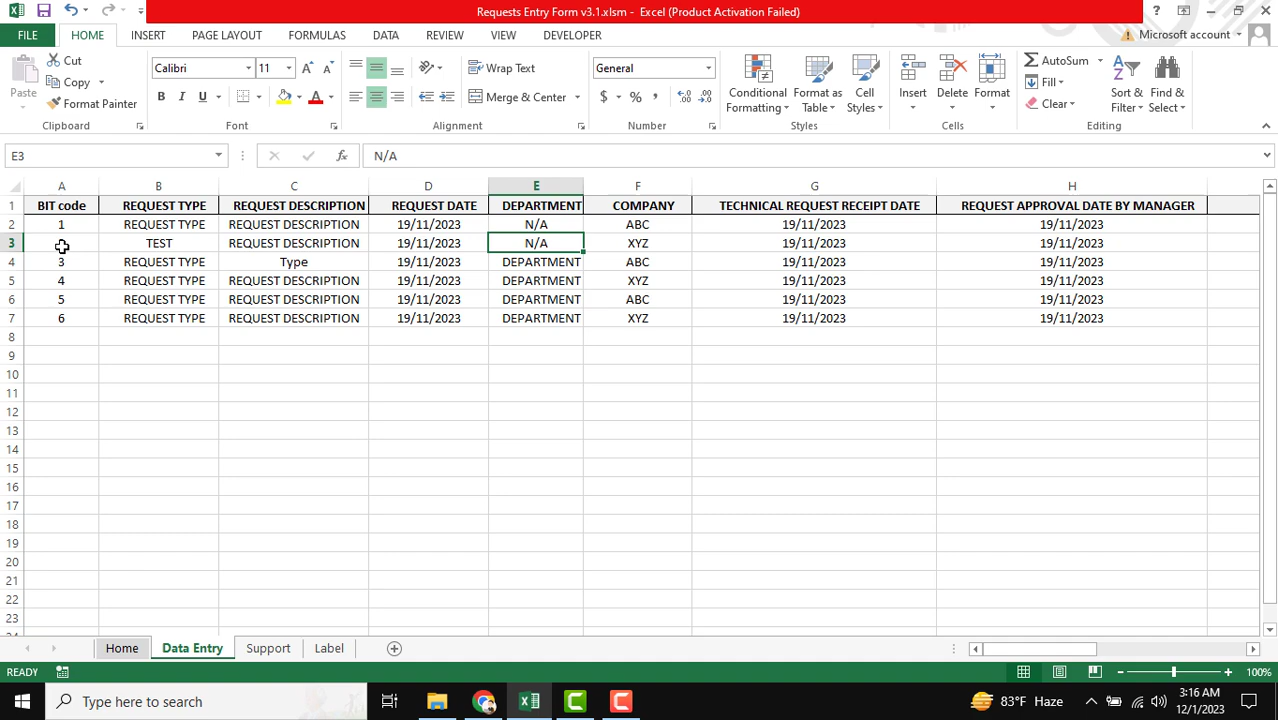 Requests Entry Form v3.1.xlsm - Excel (Product Activation Failed)
FILE HOME INSERT PAGE LAYOUT FORMULAS DATA REVIEW VIEW DEVELOPER Microsoft account
Paste Cut Copy Format Painter Clipboard
Calibri 11 B I U A Font
Wrap Text Merge & Center Alignment
General $ % , Number
Conditional Formatting Format as Table Cell Styles Styles
Insert Delete Format Cells
AutoSum Fill Clear Sort & Filter Find & Select Editing
E3 fx N/A
A B C D E F G H
1 BIT code REQUEST TYPE REQUEST DESCRIPTION REQUEST DATE DEPARTMENT COMPANY TECHNICAL REQUEST RECEIPT DATE REQUEST APPROVAL DATE BY MANAGER
2 1 REQUEST TYPE REQUEST DESCRIPTION 19/11/2023 N/A ABC 19/11/2023 19/11/2023
3 TEST REQUEST DESCRIPTION 19/11/2023 N/A XYZ 19/11/2023 19/11/2023
4 3 REQUEST TYPE Type 19/11/2023 DEPARTMENT ABC 19/11/2023 19/11/2023
5 4 REQUEST TYPE REQUEST DESCRIPTION 19/11/2023 DEPARTMENT XYZ 19/11/2023 19/11/2023
6 5 REQUEST TYPE REQUEST DESCRIPTION 19/11/2023 DEPARTMENT ABC 19/11/2023 19/11/2023
7 6 REQUEST TYPE REQUEST DESCRIPTION 19/11/2023 DEPARTMENT XYZ 19/11/2023 19/11/2023
8
9
10
11
12
13
14
15
16
17
18
19
20
21
22
23
Home Data Entry Support Label
READY 100%
Type here to search 83°F Haze 3:16 AM
12/1/2023